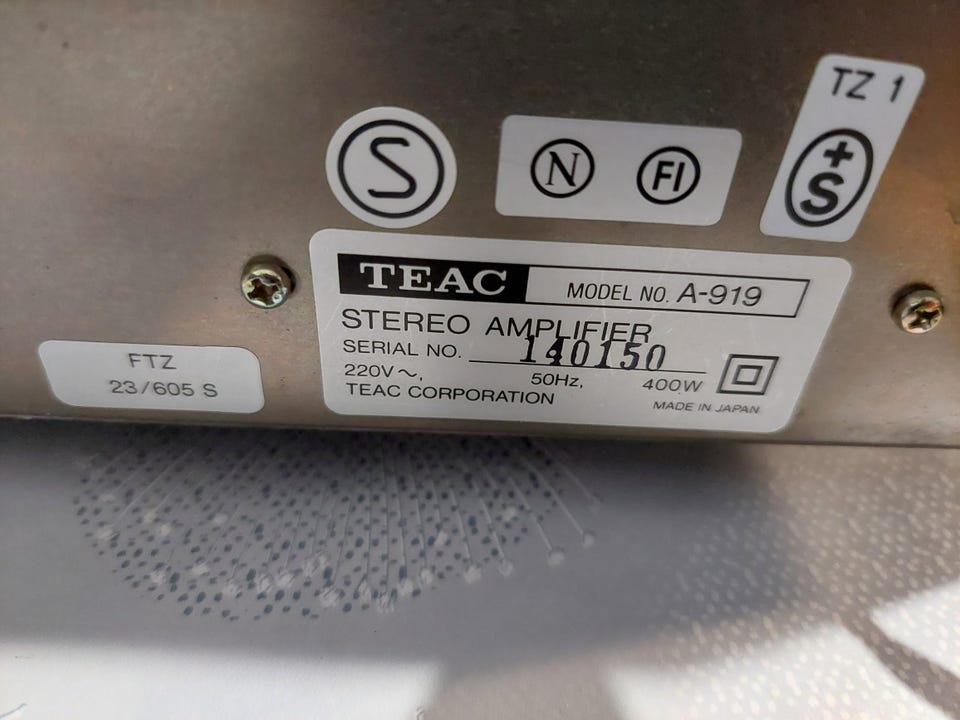 TZ 1
+
S
S
N FI
TEAC MODEL NO. A-919
STEREO AMPLIFIER
SERIAL NO. 140150
220V～, 50Hz, 400W
TEAC CORPORATION MADE IN JAPAN
FTZ
23/605 S